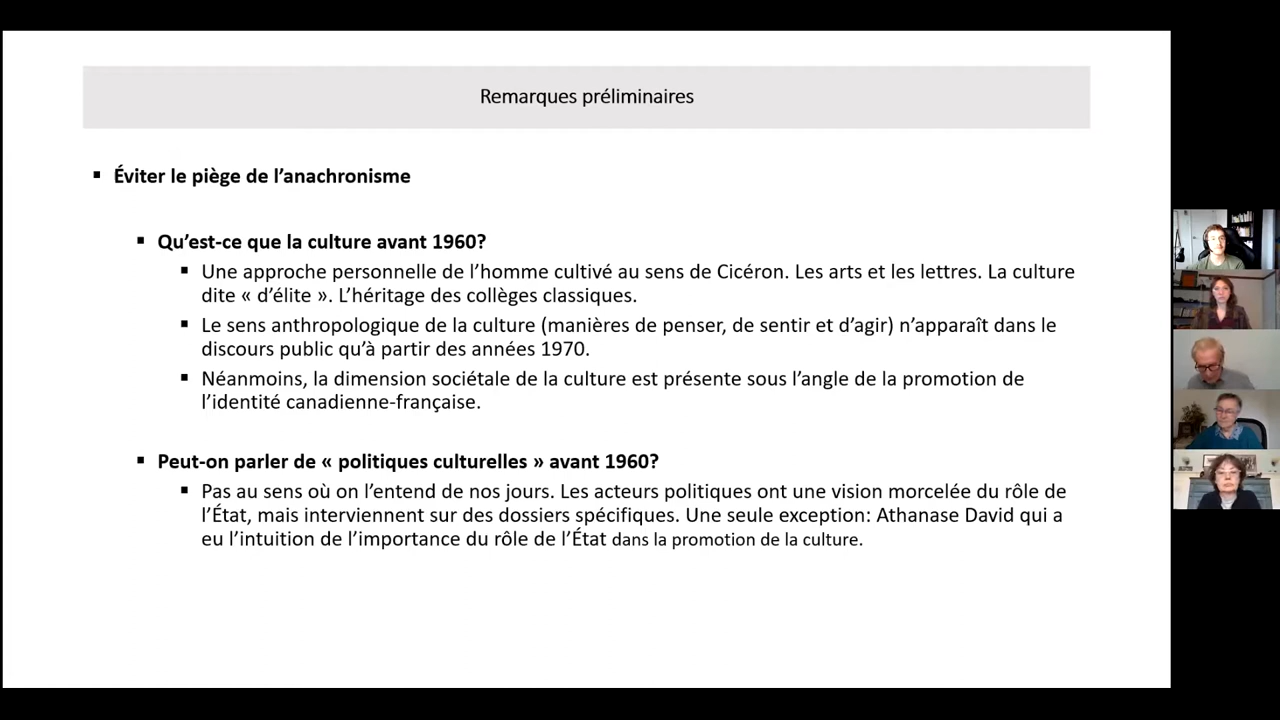 Remarques préliminaires
▪ Éviter le piège de l’anachronisme
▪ Qu’est-ce que la culture avant 1960?
▪ Une approche personnelle de l’homme cultivé au sens de Cicéron. Les arts et les lettres. La culture
dite « d’élite ». L’héritage des collèges classiques.
▪ Le sens anthropologique de la culture (manières de penser, de sentir et d’agir) n’apparaît dans le
discours public qu’à partir des années 1970.
▪ Néanmoins, la dimension sociétale de la culture est présente sous l’angle de la promotion de
l’identité canadienne-française.
▪ Peut-on parler de « politiques culturelles » avant 1960?
▪ Pas au sens où on l’entend de nos jours. Les acteurs politiques ont une vision morcelée du rôle de
l’État, mais interviennent sur des dossiers spécifiques. Une seule exception: Athanase David qui a
eu l’intuition de l’importance du rôle de l’État dans la promotion de la culture.